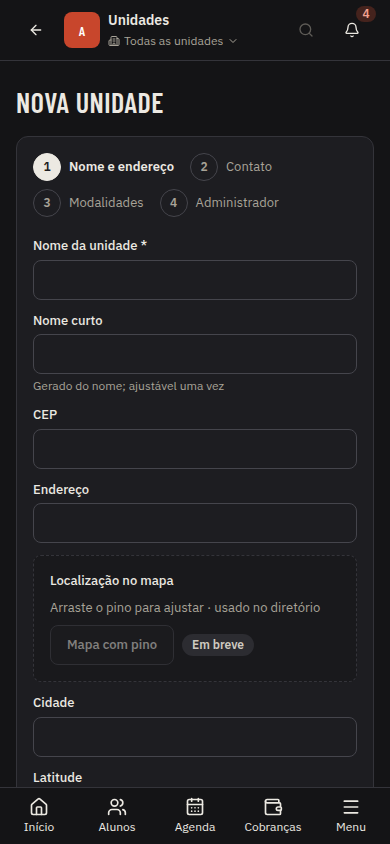 A
Unidades
Todas as unidades
4
NOVA UNIDADE
1 Nome e endereço 2 Contato
3 Modalidades 4 Administrador
Nome da unidade *
Nome curto
Gerado do nome; ajustável uma vez
CEP
Endereço
Localização no mapa
Arraste o pino para ajustar · usado no diretório
Mapa com pino Em breve
Cidade
Latitude
Início Alunos Agenda Cobranças Menu